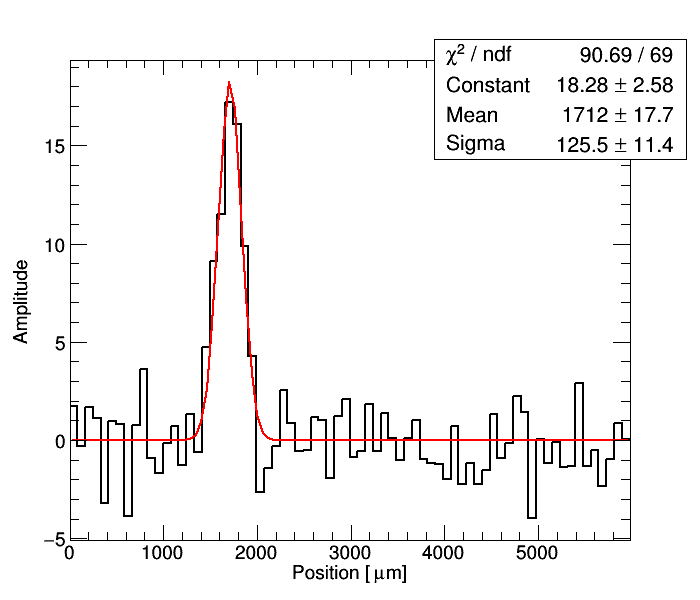 χ² / ndf 90.69 / 69
Constant 18.28 ± 2.58
Mean 1712 ± 17.7
Sigma 125.5 ± 11.4
Amplitude
15
10
5
0
−5
0 1000 2000 3000 4000 5000
Position [ μm]